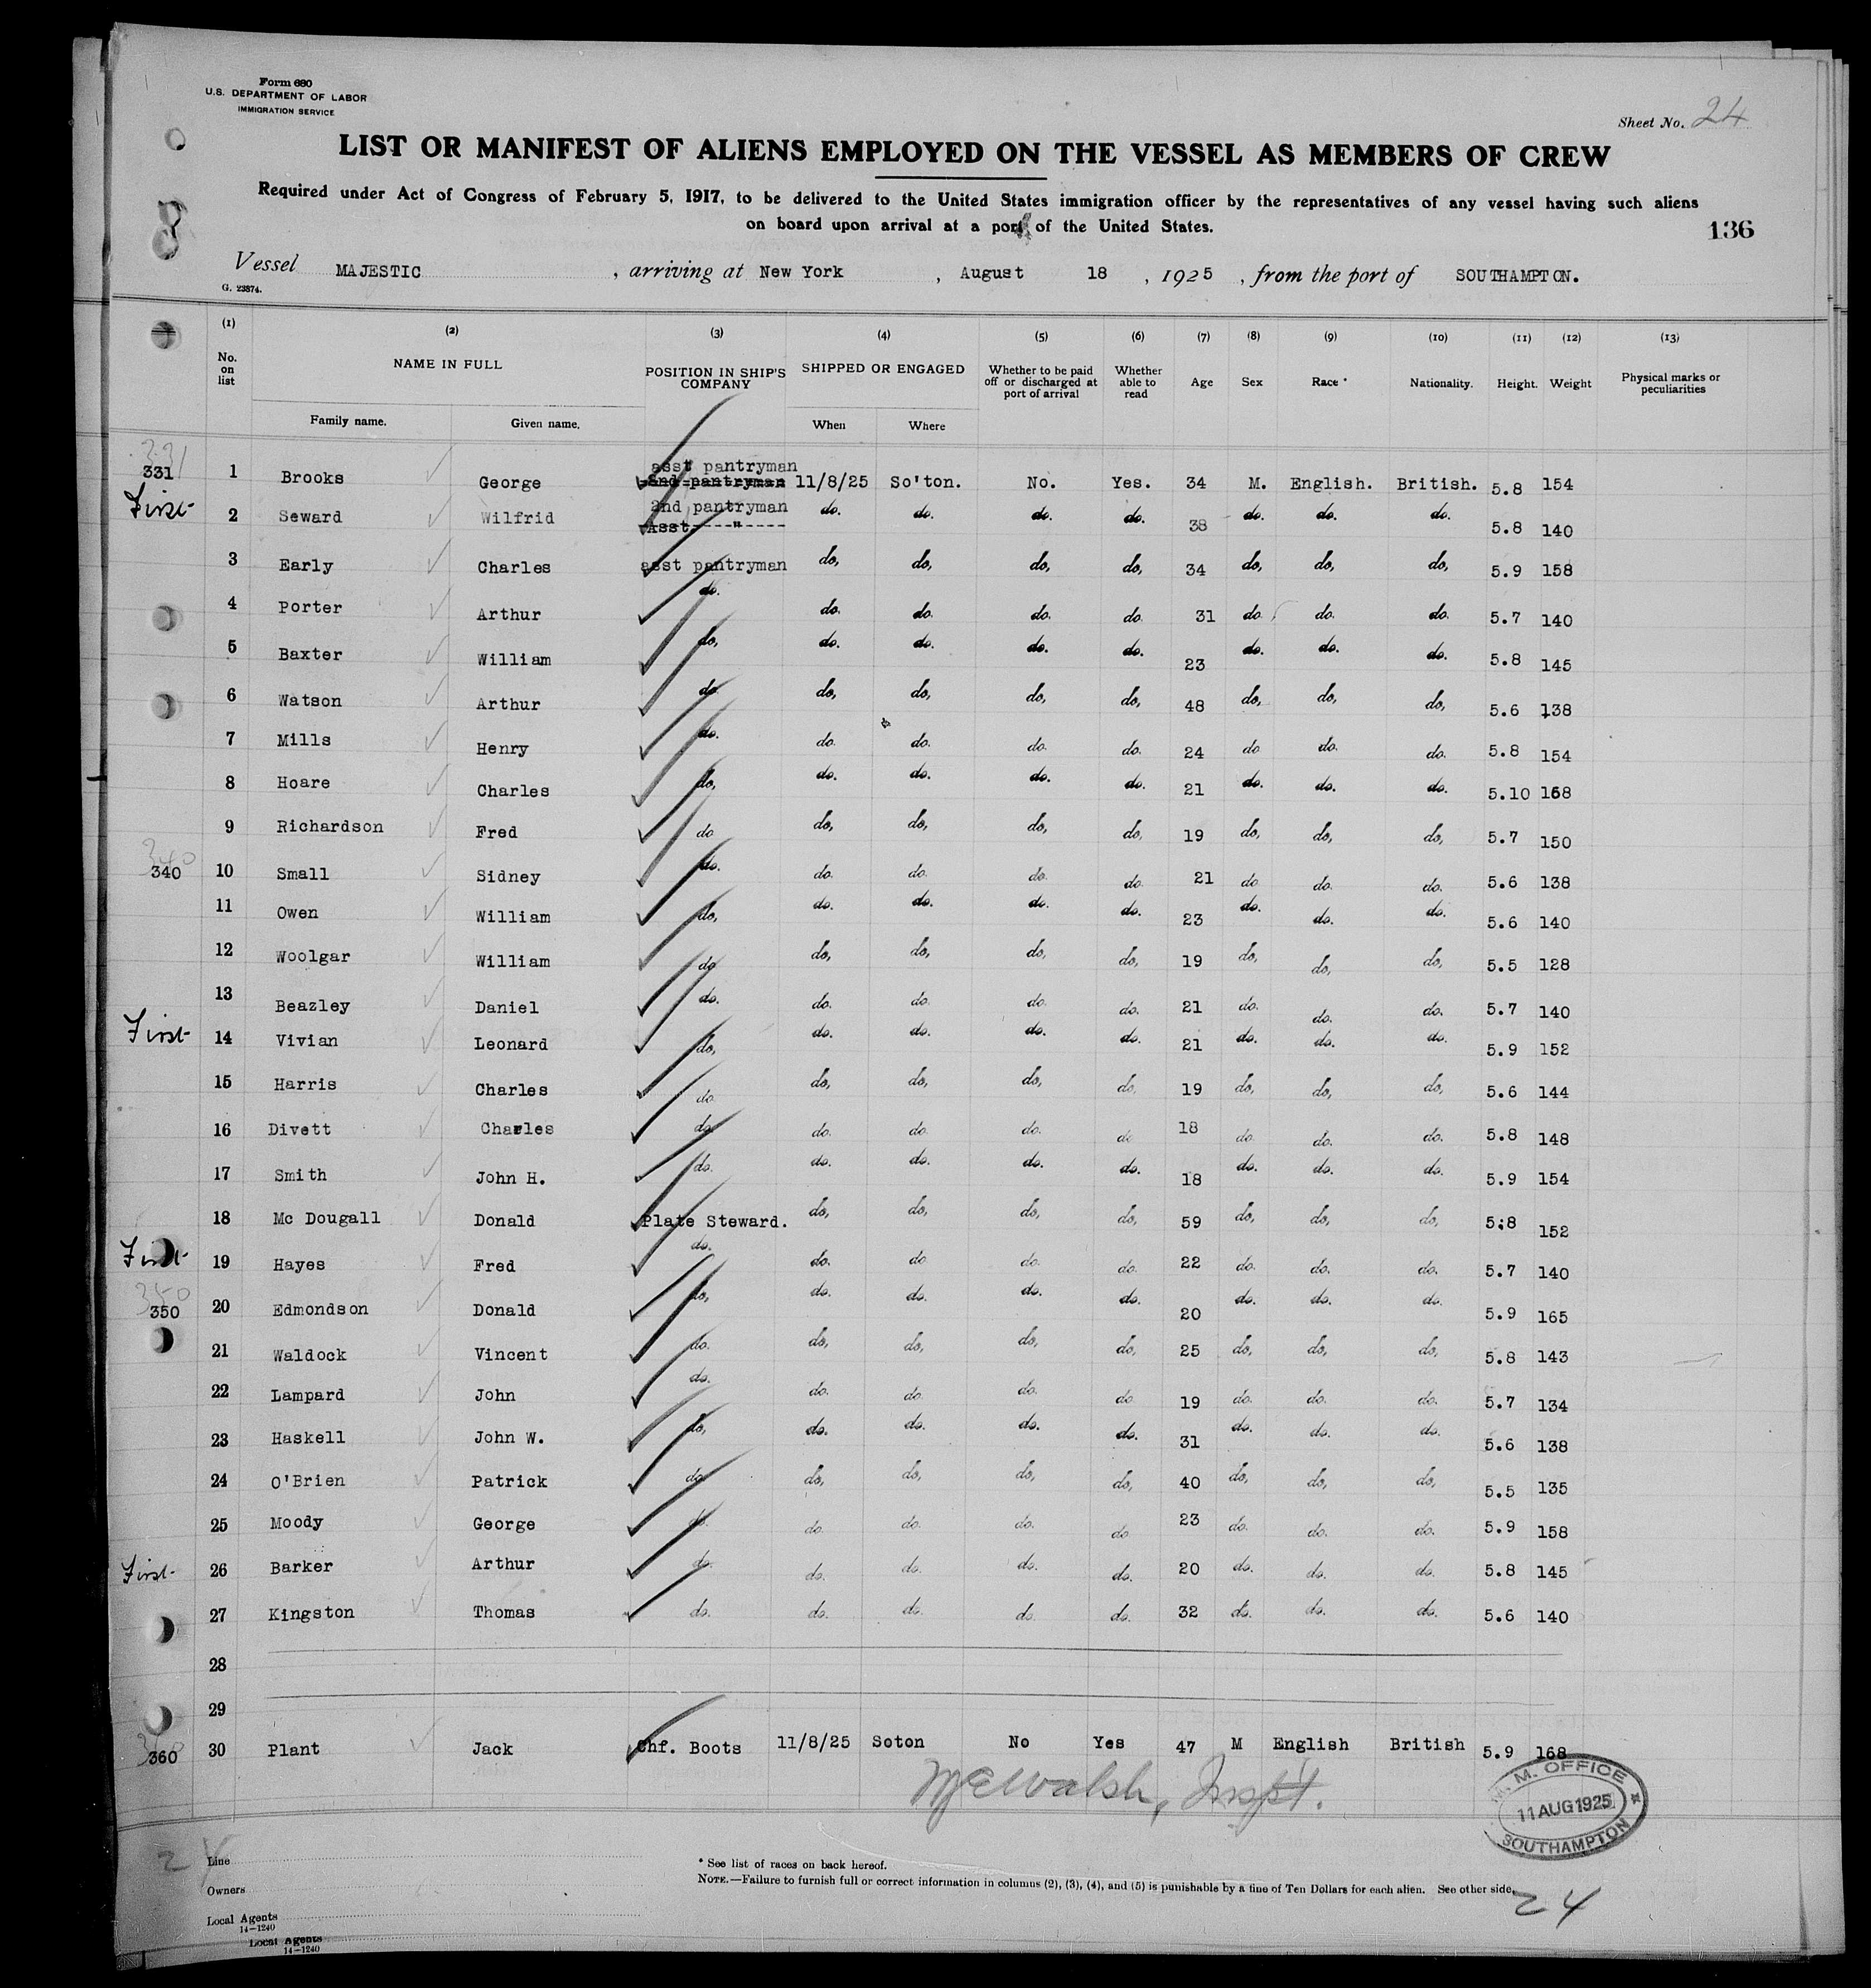 Form 680
U.S. DEPARTMENT OF LABOR
IMMIGRATION SERVICE
Sheet No. 24
LIST OR MANIFEST OF ALIENS EMPLOYED ON THE VESSEL AS MEMBERS OF CREW
Required under Act of Congress of February 5, 1917, to be delivered to the United States immigration officer by the representatives of any vessel having such aliens
on board upon arrival at a port of the United States.
136
Vessel MAJESTIC, arriving at New York, August 18, 1925, from the port of SOUTHAMPTON.
G. 23874.
(1) (2) (3) (4) (5) (6) (7) (8) (9) (10) (11) (12) (13)
No. on list NAME IN FULL POSITION IN SHIP'S COMPANY SHIPPED OR ENGAGED Whether to be paid off or discharged at port of arrival Whether able to read Age Sex Race * Nationality. Height. Weight Physical marks or peculiarities
Family name. Given name. When Where
331
asst pantryman
331 1 Brooks George 2nd pantryman 11/8/25 So'ton. No. Yes. 34 M. English. British. 5.8 154
First
2nd pantryman
2 Seward Wilfrid Asst " do. do. do. do. 38 do. do. do. 5.8 140
3 Early Charles asst pantryman do, do, do, do, 34 do, do, do, 5.9 158
4 Porter Arthur do. do. do. do. do. 31 do. do. do. 5.7 140
5 Baxter William do, do. do. do. do. 23 do. do. do. 5.8 145
6 Watson Arthur do. do, do, do, do, 48 do, do, do, 5.6 138
7 Mills Henry do. do. do. do. do. 24 do do. do. 5.8 154
8 Hoare Charles do, do. do. do. do. 21 do. do. do. 5.10 168
9 Richardson Fred do do, do, do, do, 19 do, do, do, 5.7 150
340
340 10 Small Sidney do. do. do. do. do 21 do do. do. 5.6 138
11 Owen William do, do. do. do. do. 23 do. do. do. 5.6 140
12 Woolgar William do do, do, do, do, 19 do, do, do, 5.5 128
13 Beazley Daniel do. do. do. do. do. 21 do. do. do. 5.7 140
First 14 Vivian Leonard do, do. do. do. do. 21 do. do. do. 5.9 152
15 Harris Charles do. do, do, do, do, 19 do, do, do, 5.6 144
16 Divett Charles do. do. do. do. do 18 do. do. do. 5.8 148
17 Smith John H. do. do. do. do. do. 18 do. do. do. 5.9 154
18 Mc Dougall Donald Plate Steward. do, do, do, do, 59 do, do, do, 5;8 152
First 19 Hayes Fred do. do. do do. do. 22 do. do. do. 5.7 140
350
350 20 Edmondson Donald do, do. do. do. do. 20 do. do. do. 5.9 165
21 Waldock Vincent do. do, do, do, do, 25 do, do, do, 5.8 143
22 Lampard John do. do. do. do. do 19 do. do. do. 5.7 134
23 Haskell John W. do, do. do. do. do. 31 do. do. do. 5.6 138
24 O'Brien Patrick do do, do, do, do, 40 do, do, do, 5.5 135
25 Moody George do. do. do. do. do. 23 do. do. do. 5.9 158
First 26 Barker Arthur do. do. do. do. do. 20 do. do. do. 5.8 145
27 Kingston Thomas do. do. do. do. do. 32 do. do. do. 5.6 140
28
29
360 30 Plant Jack Chf. Boots 11/8/25 Soton No Yes 47 M English British 5.9 168
Walsh, Insp't.
M. OFFICE
11 AUG 1925
SOUTHAMPTON
24
Line
Owners
Local Agents
14-1240
Local Agents
14-1240
* See list of races on back hereof.
NOTE.—Failure to furnish full or correct information in columns (2), (3), (4), and (5) is punishable by a fine of Ten Dollars for each alien. See other side.
24